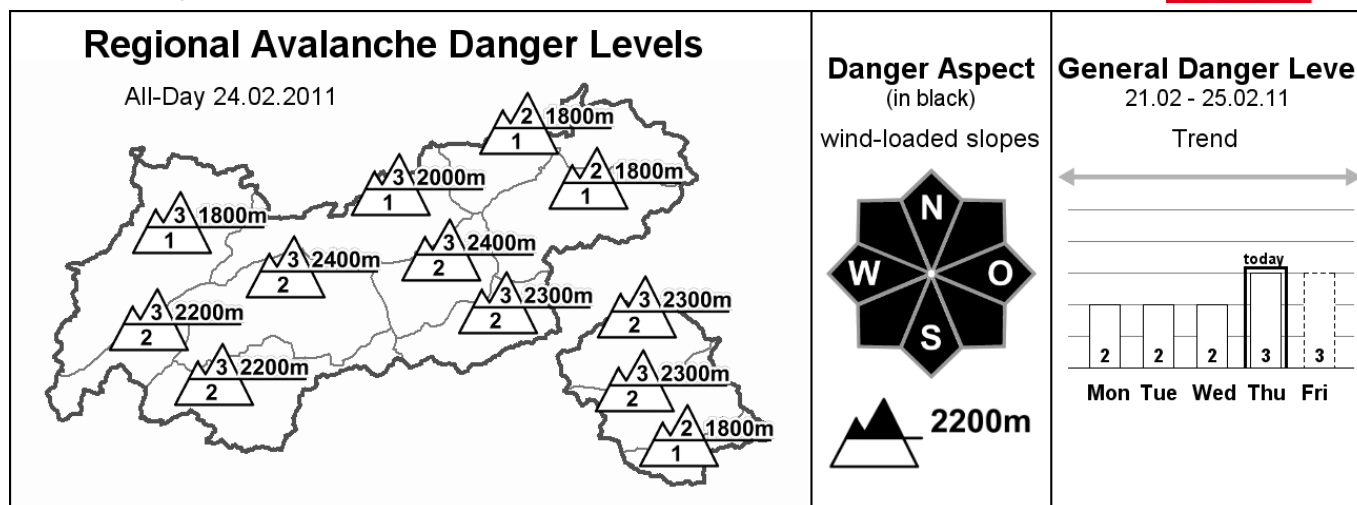 Regional Avalanche Danger Levels
All-Day 24.02.2011
2 1800m
1
3 2000m
1
2 1800m
1
3 1800m
1
3 2400m
2
3 2400m
2
3 2200m
2
3 2300m
2
3 2300m
2
3 2200m
2
3 2300m
2
2 1800m
1
Danger Aspect
(in black)
wind-loaded slopes
N
W O
S
2200m
General Danger Leve
21.02 - 25.02.11
Trend
today
2 2 2 3 3
Mon Tue Wed Thu Fri